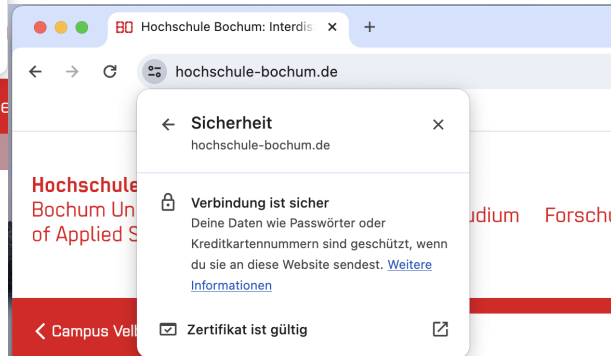 BO Hochschule Bochum: Interdis
hochschule-bochum.de
Sicherheit
hochschule-bochum.de
Verbindung ist sicher
Deine Daten wie Passwörter oder
Kreditkartennummern sind geschützt, wenn
du sie an diese Website sendest. Weitere
Informationen
Zertifikat ist gültig
Hochschule
Bochum Un
of Applied S
udium Forschu
Campus Vel